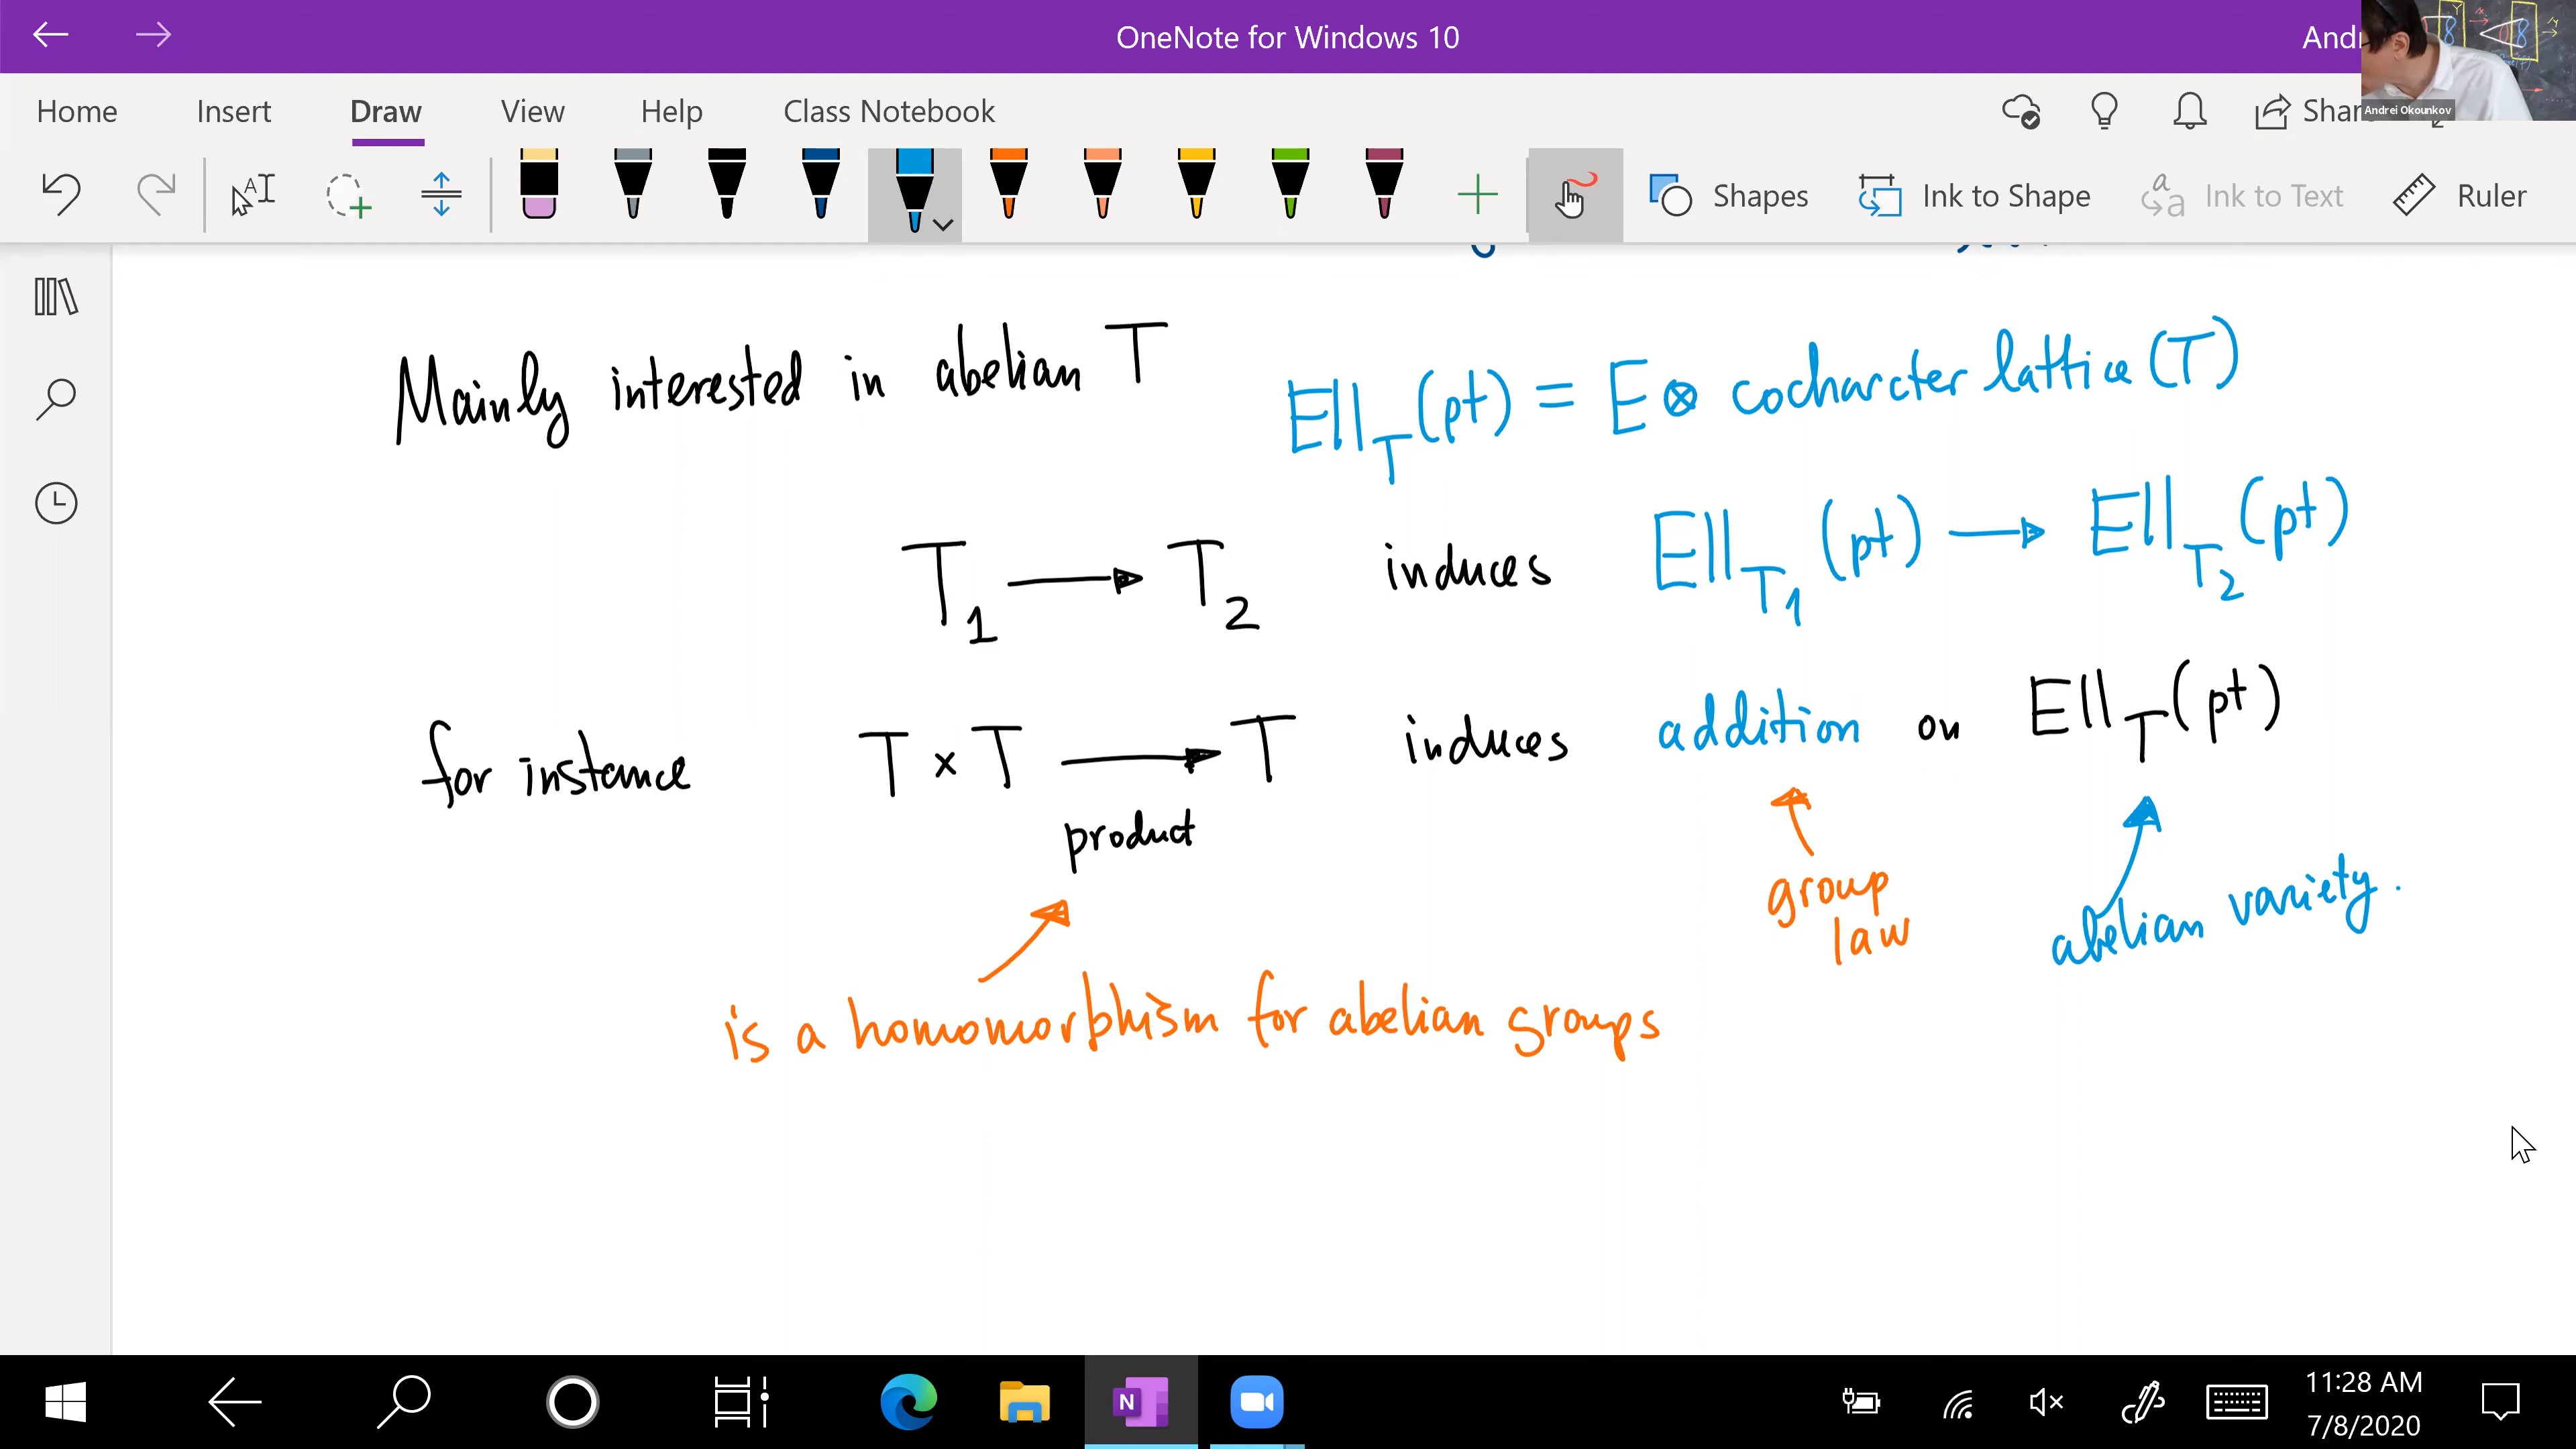 OneNote for Windows 10
Andrei Okounkov
Home Insert Draw View Help Class Notebook
Shapes Ink to Shape Ink to Text Ruler
Mainly interested in abelian T
Ell_T (pt) = E ⊗ cocharcter lattice (T)
T_1 → T_2 induces Ell_{T_1} (pt) → Ell_{T_2} (pt)
for instance T × T → T induces addition on Ell_T (pt)
product
group law
abelian variety.
is a homomorphism for abelian groups
11:28 AM
7/8/2020